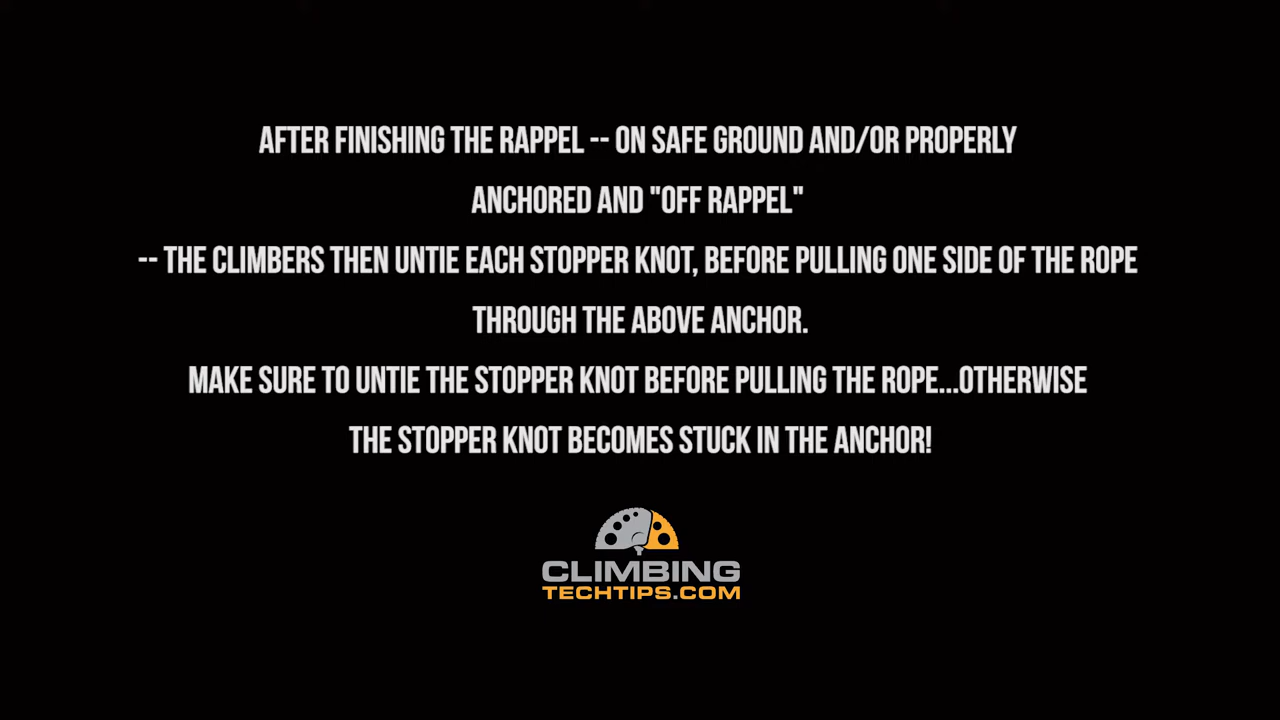 AFTER FINISHING THE RAPPEL -- ON SAFE GROUND AND/OR PROPERLY
ANCHORED AND "OFF RAPPEL"
-- THE CLIMBERS THEN UNTIE EACH STOPPER KNOT, BEFORE PULLING ONE SIDE OF THE ROPE
THROUGH THE ABOVE ANCHOR.
MAKE SURE TO UNTIE THE STOPPER KNOT BEFORE PULLING THE ROPE...OTHERWISE
THE STOPPER KNOT BECOMES STUCK IN THE ANCHOR!
CLIMBING
TECHTIPS.COM